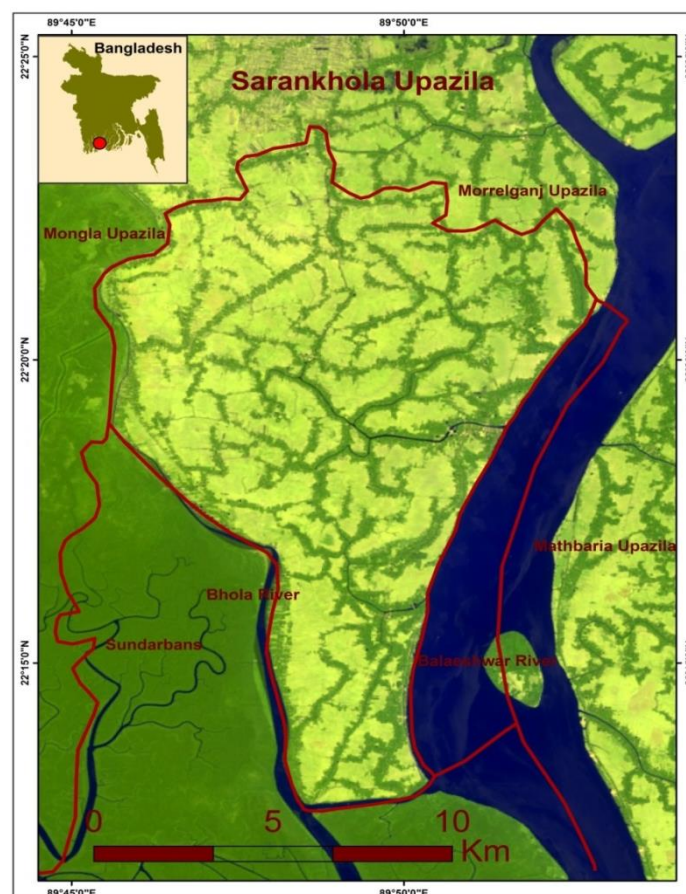 89°45'0"E
89°50'0"E
Bangladesh
22°25'0"N
Sarankhola Upazila
Morrelganj Upazila
Mongla Upazila
22°20'0"N
Mathbaria Upazila
Bhola River
Sundarbans
Balaeshwar River
22°15'0"N
0 5 10
Km
89°45'0"E
89°50'0"E